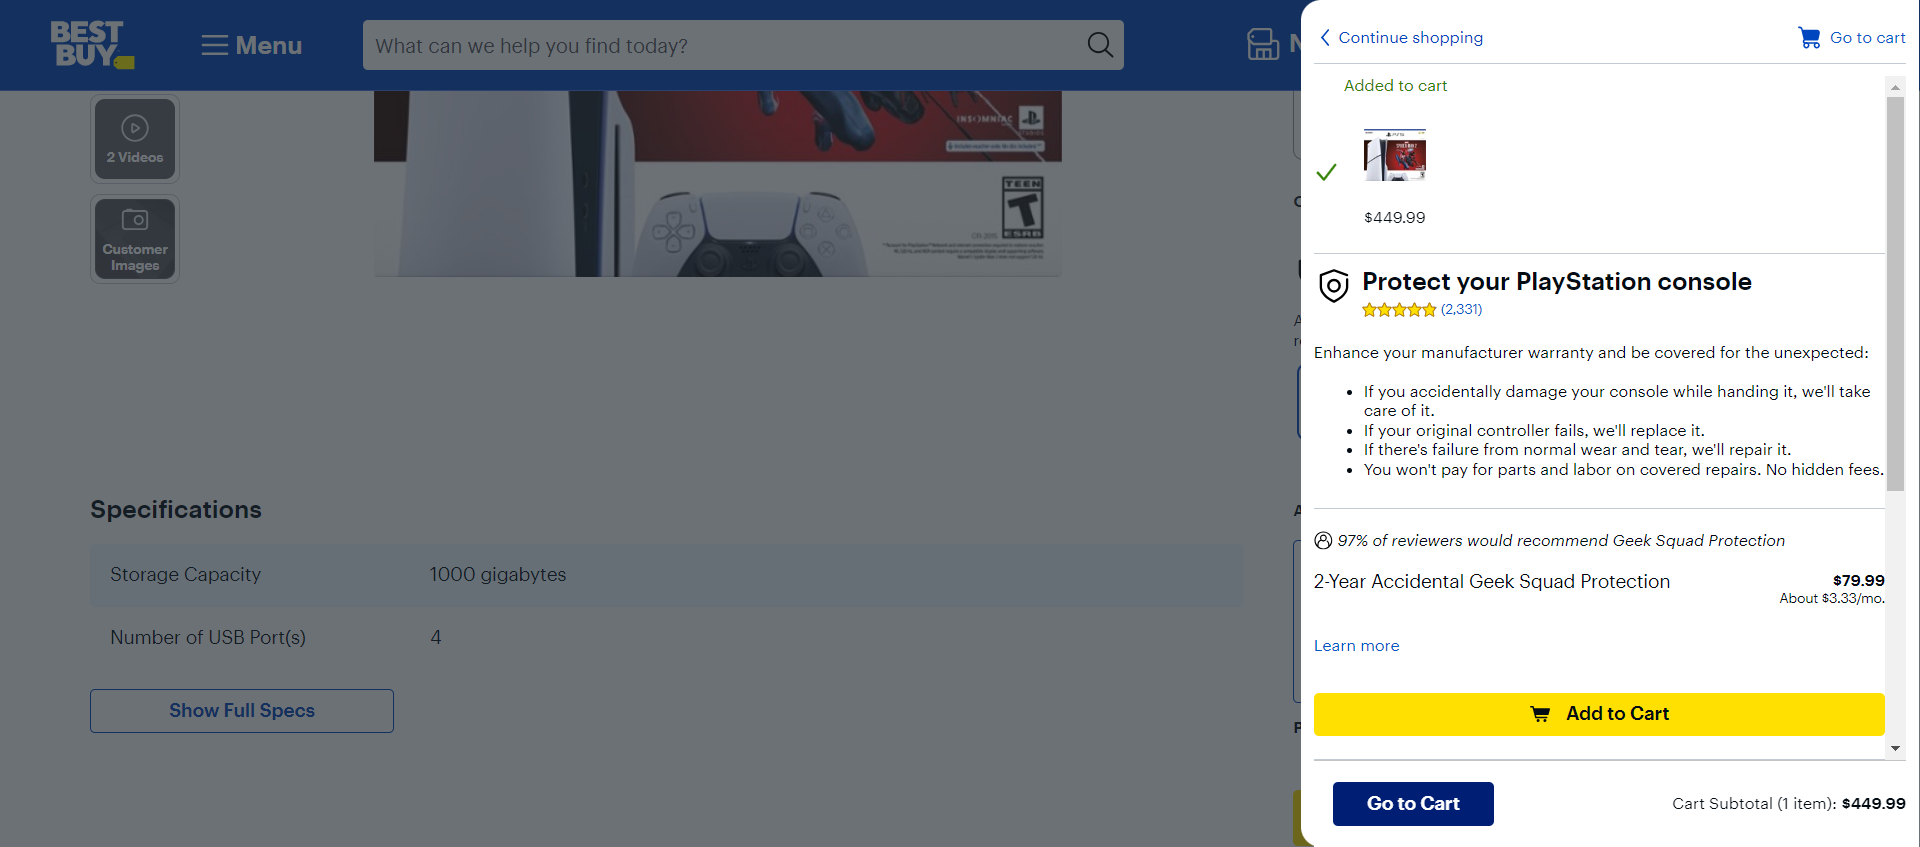 BEST
BUY
Menu
What can we help you find today?
2 Videos
Customer
Images
INSOMNIAC
TEEN
T
ESRB
Specifications
Storage Capacity 1000 gigabytes
Number of USB Port(s) 4
Show Full Specs
Continue shopping
Go to cart
Added to cart
$449.99
Protect your PlayStation console
(2,331)
Enhance your manufacturer warranty and be covered for the unexpected:
• If you accidentally damage your console while handing it, we'll take
care of it.
• If your original controller fails, we'll replace it.
• If there's failure from normal wear and tear, we'll repair it.
• You won't pay for parts and labor on covered repairs. No hidden fees.
97% of reviewers would recommend Geek Squad Protection
2-Year Accidental Geek Squad Protection $79.99
About $3.33/mo.
Learn more
Add to Cart
Go to Cart
Cart Subtotal (1 item): $449.99